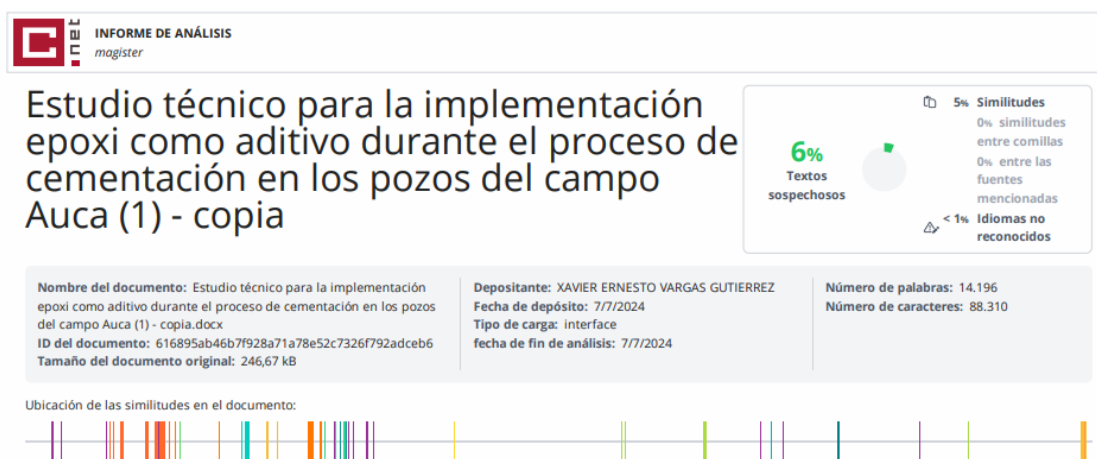 C
.net
INFORME DE ANÁLISIS
magister
Estudio técnico para la implementación
epoxi como aditivo durante el proceso de
cementación en los pozos del campo
Auca (1) - copia
6%
Textos
sospechosos
5% Similitudes
0% similitudes
entre comillas
0% entre las
fuentes
mencionadas
< 1% Idiomas no
reconocidos
Nombre del documento: Estudio técnico para la implementación
epoxi como aditivo durante el proceso de cementación en los pozos
del campo Auca (1) - copia.docx
ID del documento: 616895ab46b7f928a71a78e52c7326f792adceb6
Tamaño del documento original: 246,67 kB
Depositante: XAVIER ERNESTO VARGAS GUTIERREZ
Fecha de depósito: 7/7/2024
Tipo de carga: interface
fecha de fin de análisis: 7/7/2024
Número de palabras: 14.196
Número de caracteres: 88.310
Ubicación de las similitudes en el documento: